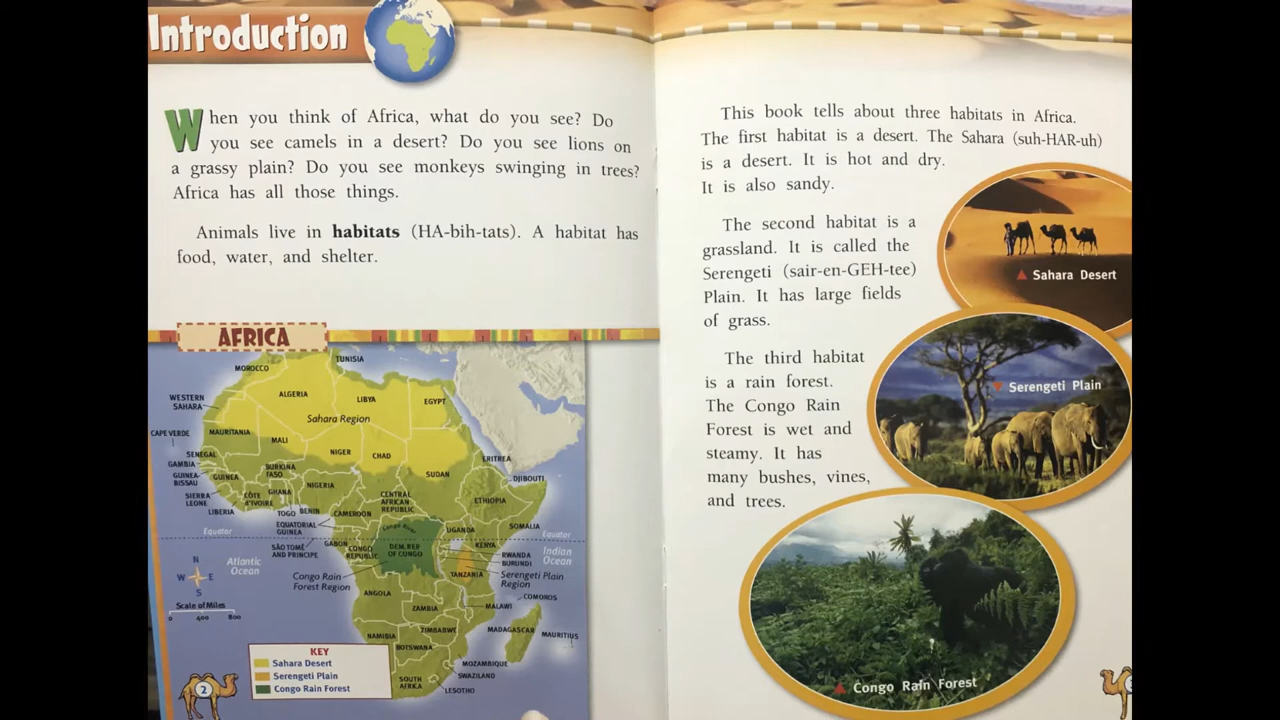 Introduction
When you think of Africa, what do you see? Do
you see camels in a desert? Do you see lions on
a grassy plain? Do you see monkeys swinging in trees?
Africa has all those things.
Animals live in habitats (HA-bih-tats). A habitat has
food, water, and shelter.
AFRICA
TUNISIA
MOROCCO
ALGERIA
LIBYA
EGYPT
WESTERN
SAHARA
Sahara Region
CAPE VERDE
MAURITANIA
MALI
NIGER
CHAD
SUDAN
ERITREA
SENEGAL
GAMBIA
GUINEA-
BISSAU
GUINEA
BURKINA
FASO
NIGERIA
DJIBOUTI
SIERRA
LEONE
CÔTE
D'IVOIRE
GHANA
TOGO
BENIN
CAMEROON
CENTRAL
AFRICAN
REPUBLIC
ETHIOPIA
LIBERIA
EQUATORIAL
GUINEA
Congo River
UGANDA
SOMALIA
Equator
Equator
SÃO TOMÉ
AND PRINCIPE
GABON
CONGO
REPUBLIC
DEM. REP.
OF CONGO
KENYA
RWANDA
BURUNDI
Indian
Ocean
Atlantic
Ocean
N
W
E
S
Congo Rain
Forest Region
TANZANIA
Serengeti Plain
Region
Scale of Miles
0 400 800
ANGOLA
ZAMBIA
MALAWI
COMOROS
NAMIBIA
ZIMBABWE
BOTSWANA
MADAGASCAR
MAURITIUS
MOZAMBIQUE
SWAZILAND
SOUTH
AFRICA
LESOTHO
KEY
Sahara Desert
Serengeti Plain
Congo Rain Forest
2
This book tells about three habitats in Africa.
The first habitat is a desert. The Sahara (suh-HAR-uh)
is a desert. It is hot and dry.
It is also sandy.
The second habitat is a
grassland. It is called the
Serengeti (sair-en-GEH-tee)
Plain. It has large fields
of grass.
The third habitat
is a rain forest.
The Congo Rain
Forest is wet and
steamy. It has
many bushes, vines,
and trees.
Sahara Desert
Serengeti Plain
Congo Rain Forest